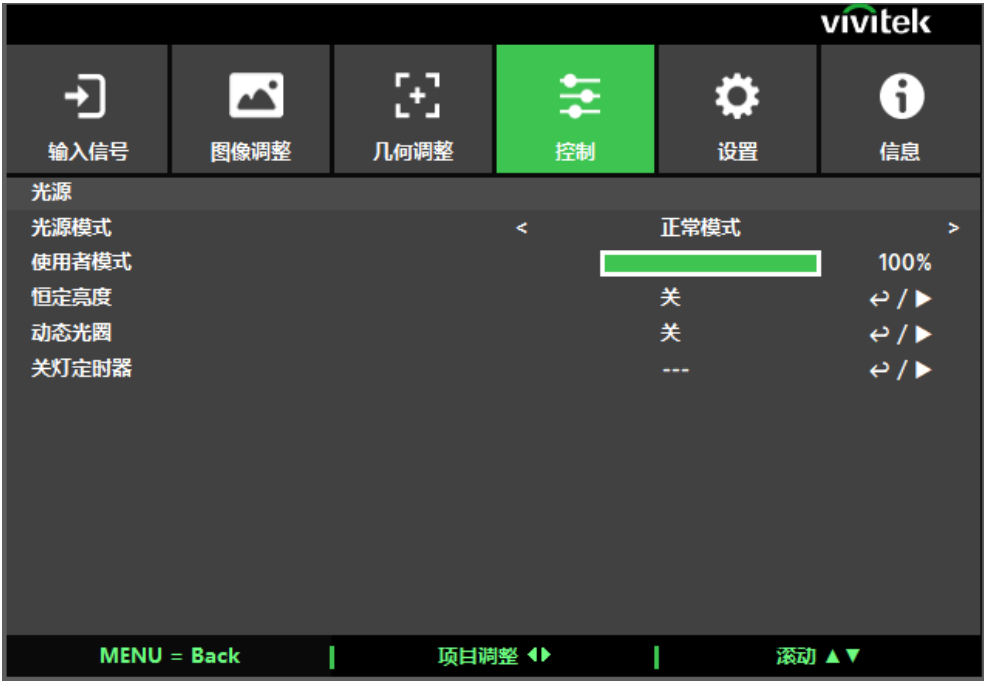 vivitek
输入信号 图像调整 几何调整 控制 设置 信息
光源
光源模式 < 正常模式 >
使用者模式 100%
恒定亮度 关 ↩ / ▶
动态光圈 关 ↩ / ▶
关灯定时器 --- ↩ / ▶
MENU = Back 项目调整 ◀▶ 滚动 ▲▼